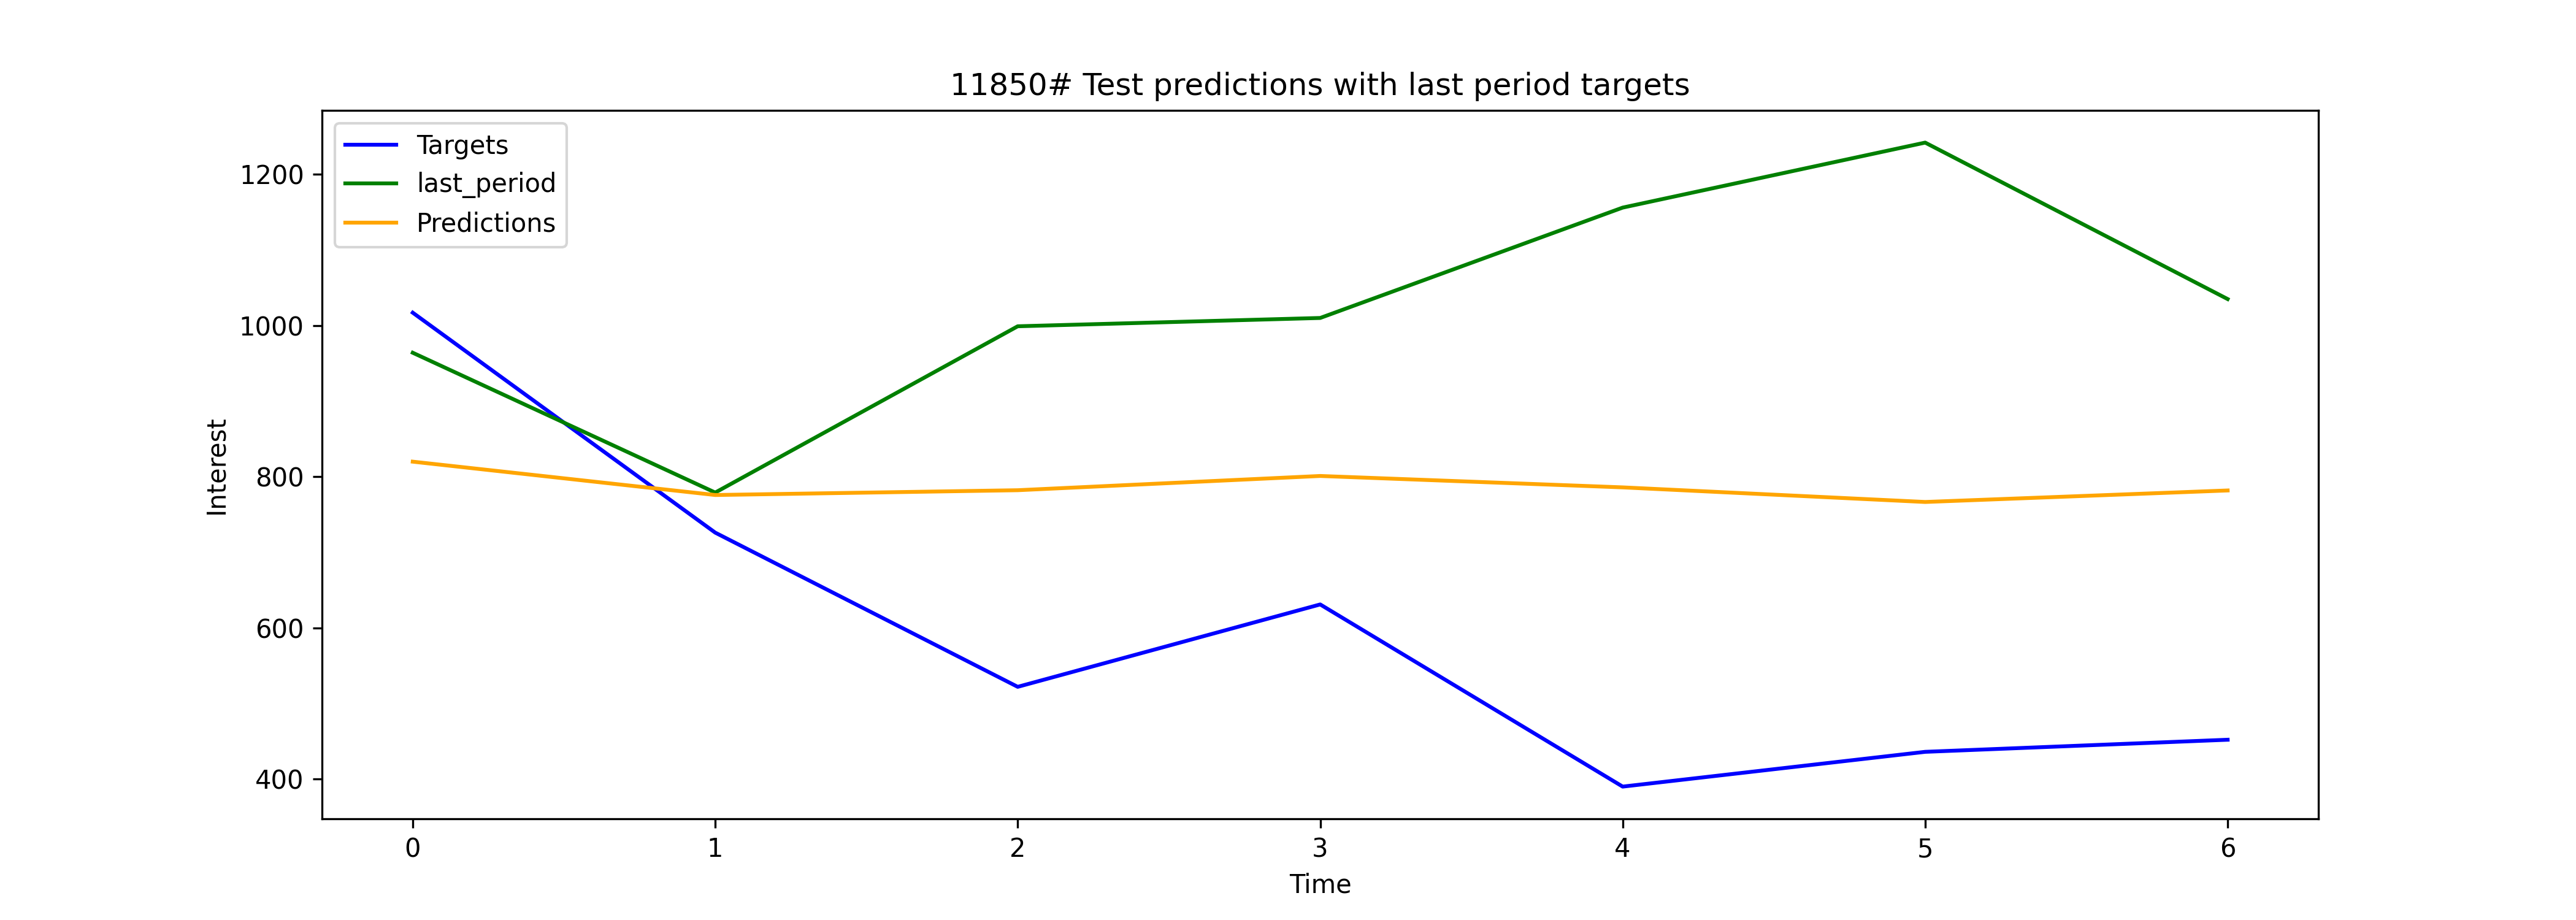 11850# Test predictions with last period targets
Targets
last_period
Predictions
1200
1000
800
600
400
Interest
0 1 2 3 4 5 6
Time